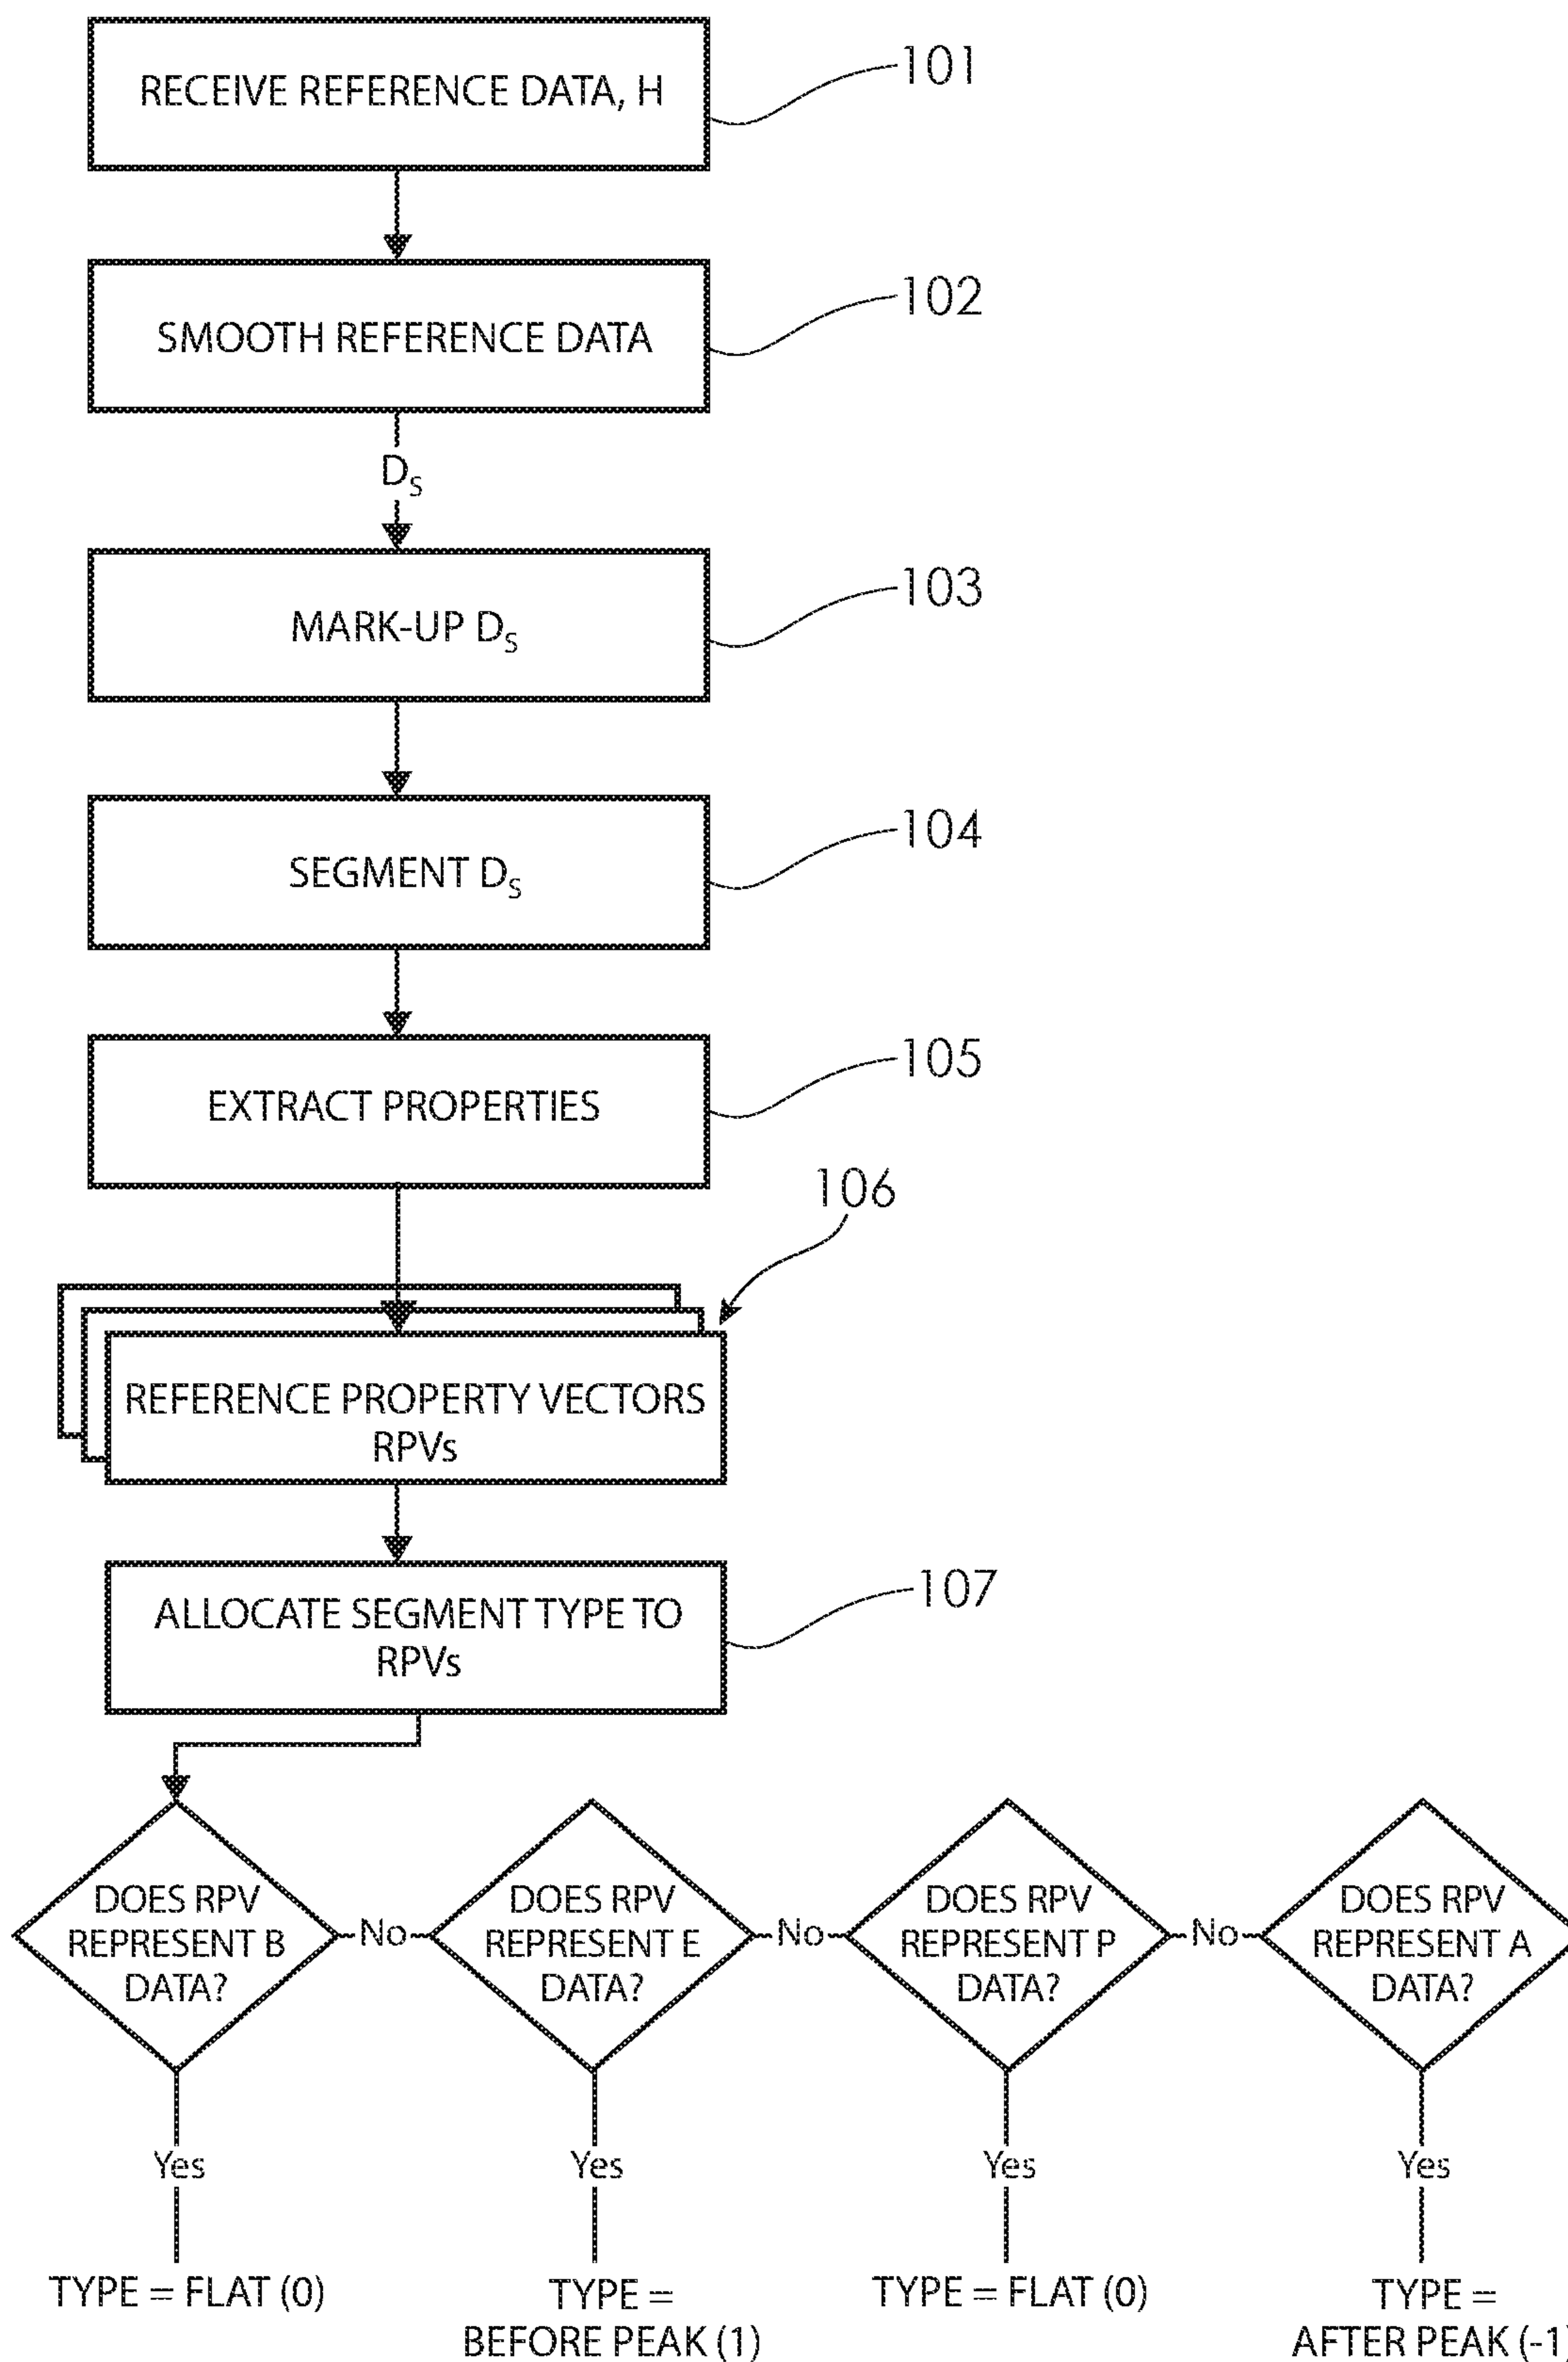 RECEIVE REFERENCE DATA, H
101
SMOOTH REFERENCE DATA
102
DS
MARK-UP DS
103
SEGMENT DS
104
EXTRACT PROPERTIES
105
106
REFERENCE PROPERTY VECTORS
RPVs
ALLOCATE SEGMENT TYPE TO
RPVs
107
DOES RPV
REPRESENT B
DATA?
No
DOES RPV
REPRESENT E
DATA?
No
DOES RPV
REPRESENT P
DATA?
No
DOES RPV
REPRESENT A
DATA?
Yes
Yes
Yes
Yes
TYPE = FLAT (0)
TYPE =
BEFORE PEAK (1)
TYPE = FLAT (0)
TYPE =
AFTER PEAK (-1)